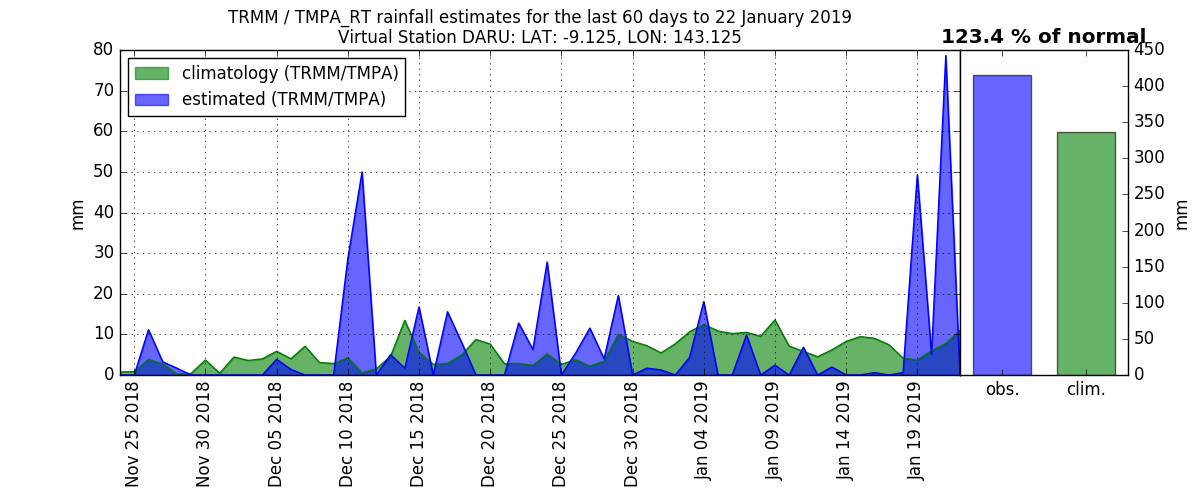 TRMM / TMPA_RT rainfall estimates for the last 60 days to 22 January 2019
Virtual Station DARU: LAT: -9.125, LON: 143.125
123.4 % of normal
climatology (TRMM/TMPA)
estimated (TRMM/TMPA)
mm
80
70
60
50
40
30
20
10
0
Nov 25 2018
Nov 30 2018
Dec 05 2018
Dec 10 2018
Dec 15 2018
Dec 20 2018
Dec 25 2018
Dec 30 2018
Jan 04 2019
Jan 09 2019
Jan 14 2019
Jan 19 2019
obs.
clim.
450
400
350
300
250
200
150
100
50
0
mm